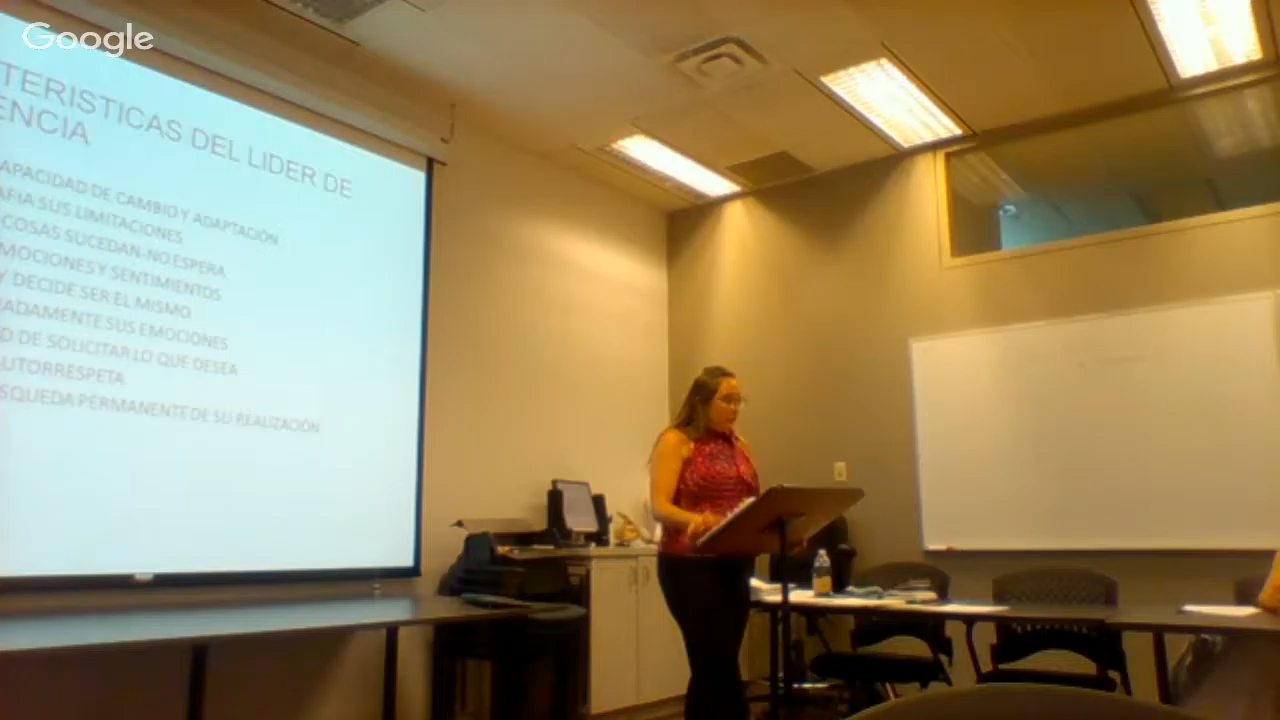 Google
TERISTICAS DEL LIDER DE
ENCIA
APACIDAD DE CAMBIO Y ADAPTACIÓN
AFIA SUS LIMITACIONES
COSAS SUCEDAN-NO ESPERA
MOCIONES Y SENTIMIENTOS
Y DECIDE SER EL MISMO
ADAMENTE SUS EMOCIONES
D DE SOLICITAR LO QUE DESEA
UTORRESPETA
SQUEDA PERMANENTE DE SU REALIZACIÓN